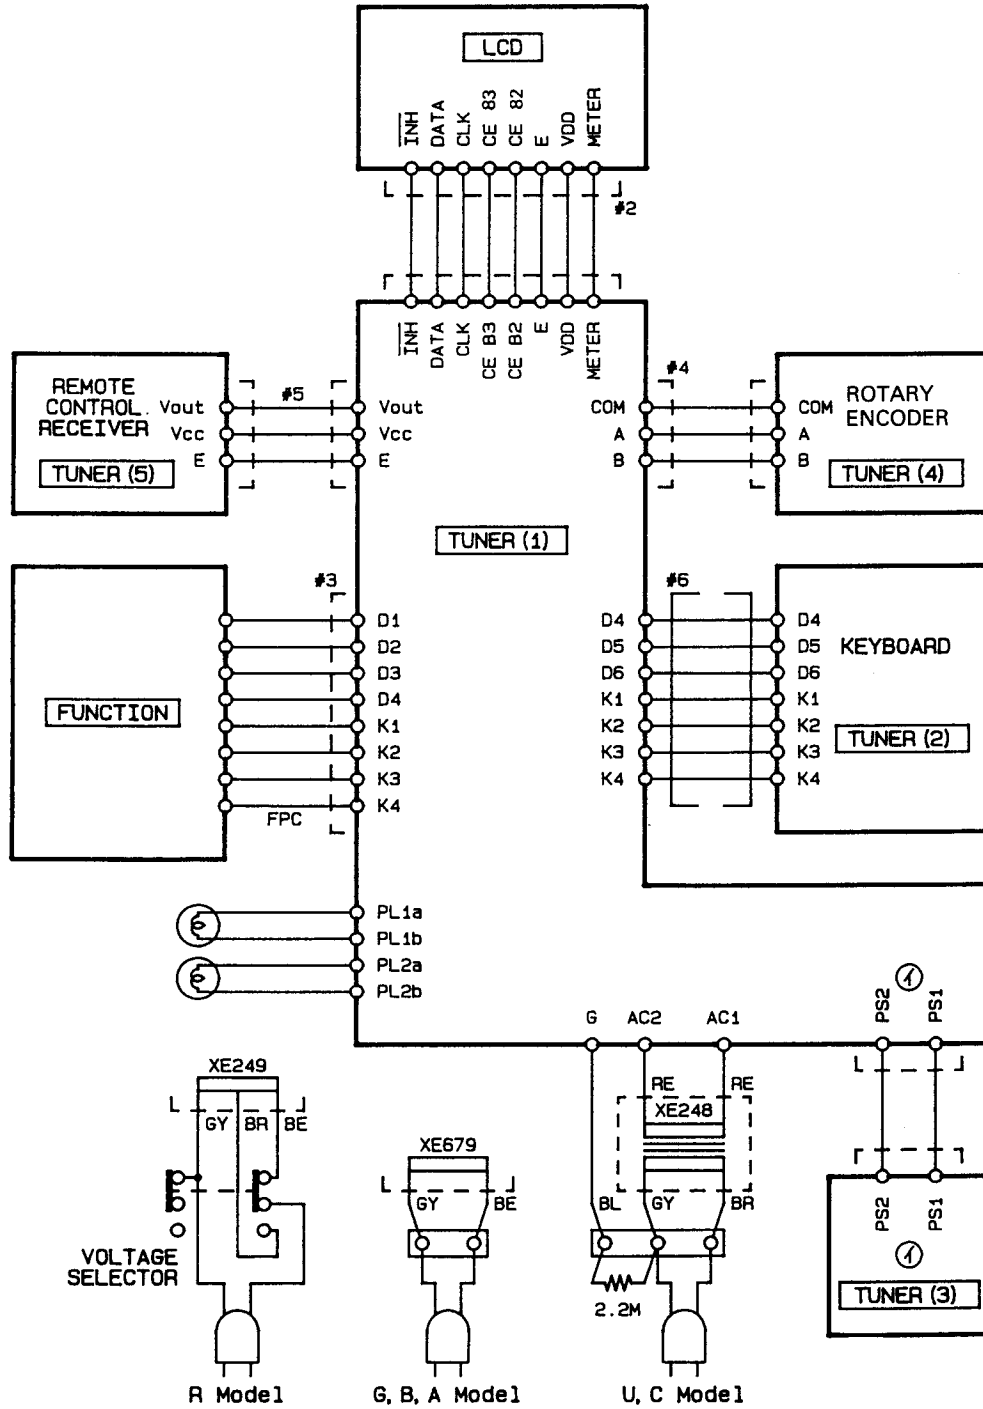 LCD
INH
DATA
CLK
CE 83
CE 82
E
VDD
METER
#2
INH
DATA
CLK
CE B3
CE B2
E
VDD
METER
REMOTE
CONTROL.
RECEIVER
Vout
Vcc
E
TUNER (5)
#5
Vout
Vcc
E
#4
COM
A
B
COM
A
B
ROTARY
ENCODER
TUNER (4)
TUNER (1)
FUNCTION
#3
D1
D2
D3
D4
K1
K2
K3
K4
FPC
#6
D4
D5
D6
K1
K2
K3
K4
D4
D5
D6
K1
K2
K3
K4
KEYBOARD
TUNER (2)
PL1a
PL1b
PL2a
PL2b
G
AC2
AC1
PS2
1
PS1
XE249
GY
BR
BE
VOLTAGE
SELECTOR
R Model
XE679
GY
BE
G, B, A Model
RE
RE
XE248
BL
GY
BR
2.2M
U, C Model
PS2
PS1
1
TUNER (3)